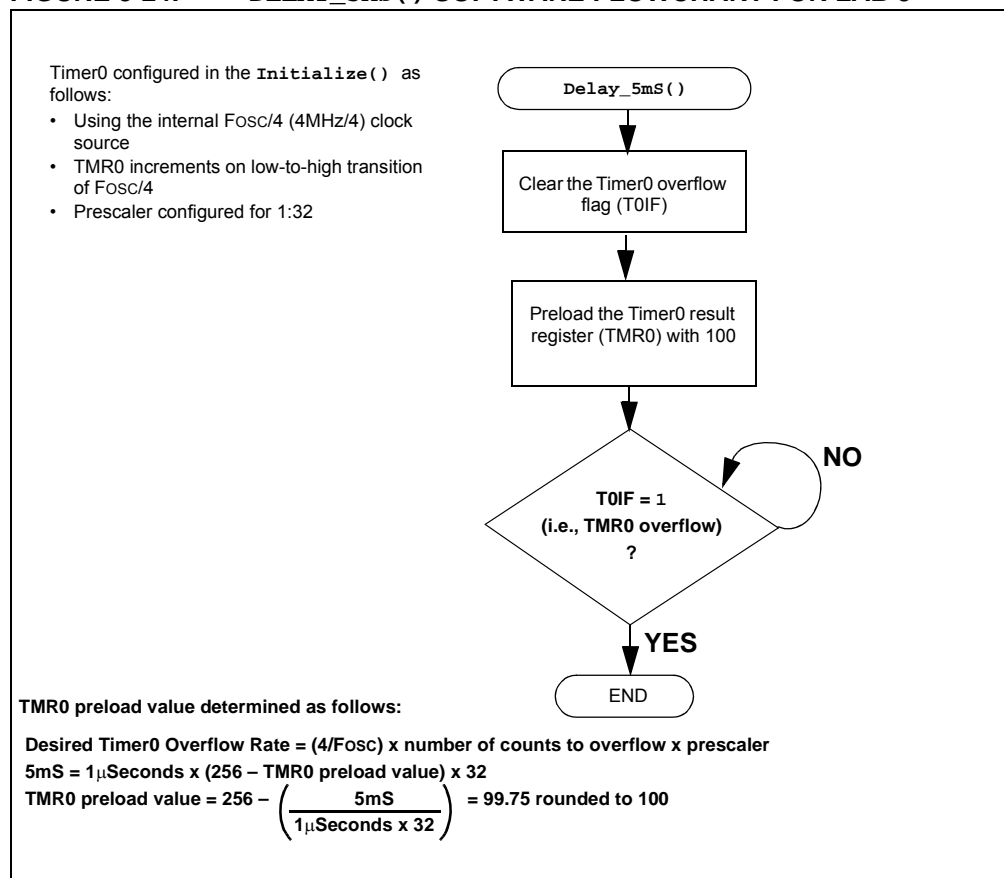 Timer0 configured in the Initialize() as
follows:
• Using the internal FOSC/4 (4MHz/4) clock
source
• TMR0 increments on low-to-high transition
of FOSC/4
• Prescaler configured for 1:32
Delay_5mS()
Clear the Timer0 overflow
flag (T0IF)
Preload the Timer0 result
register (TMR0) with 100
T0IF = 1
(i.e., TMR0 overflow)
?
NO
YES
END
TMR0 preload value determined as follows:
Desired Timer0 Overflow Rate = (4/FOSC) x number of counts to overflow x prescaler
5mS = 1μSeconds x (256 – TMR0 preload value) x 32
TMR0 preload value = 256 – ( 5mS / 1μSeconds x 32 ) = 99.75 rounded to 100